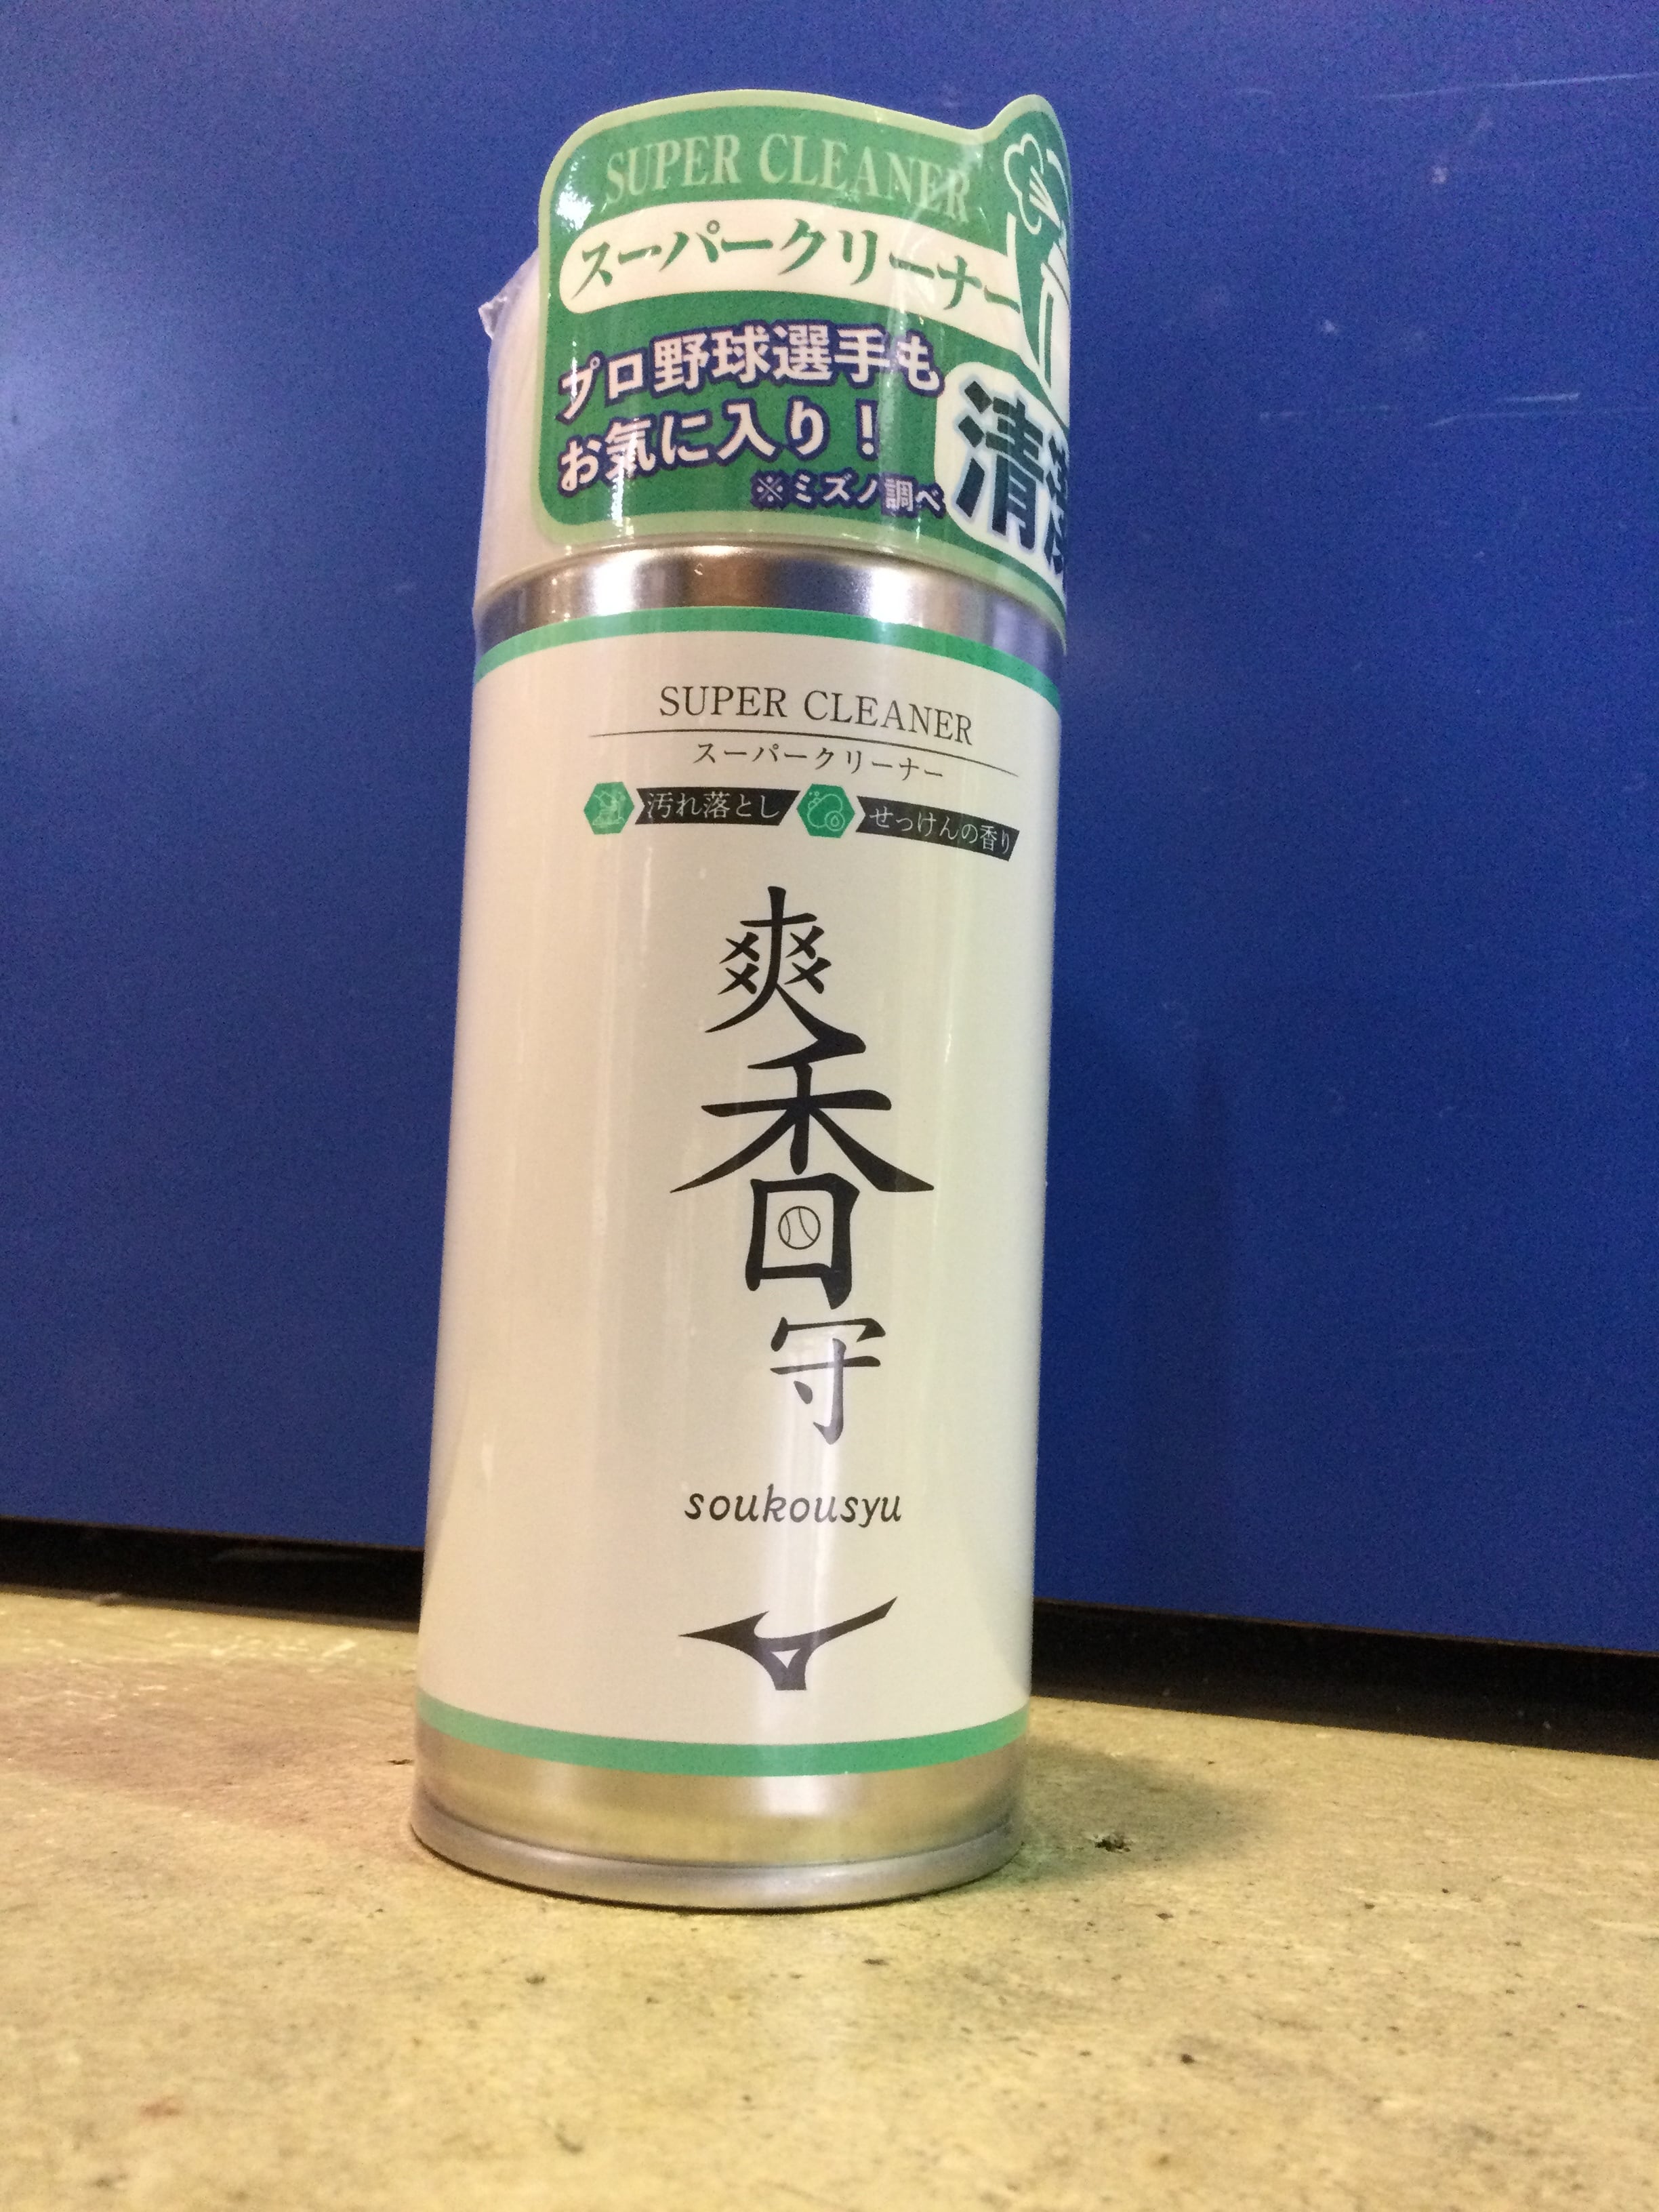 SUPER CLEANER
スーパークリーナー
プロ野球選手も
お気に入り！
※ミズノ調べ
清
SUPER CLEANER
スーパークリーナー
汚れ落とし せっけんの香り
爽
香
守
soukousyu